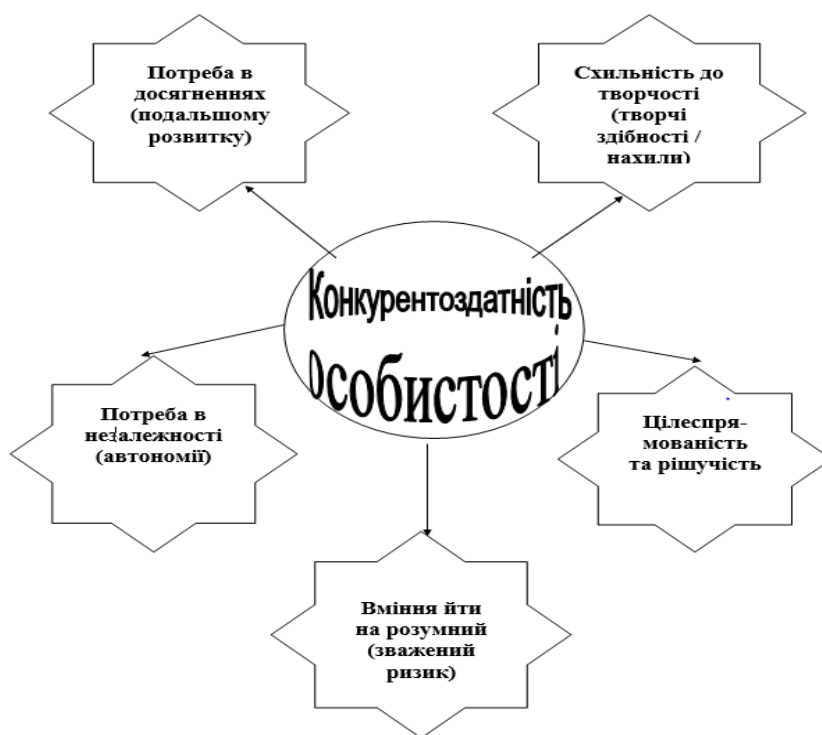 Потреба в
досягненнях
(подальшому
розвитку)
Схильність до
творчості
(творчі
здібності /
нахили)
Конкурентоздатність
особистості
Потреба в
незалежності
(автономії)
Цілеспря-
мованість
та рішучість
Вміння йти
на розумний
(зважений
ризик)